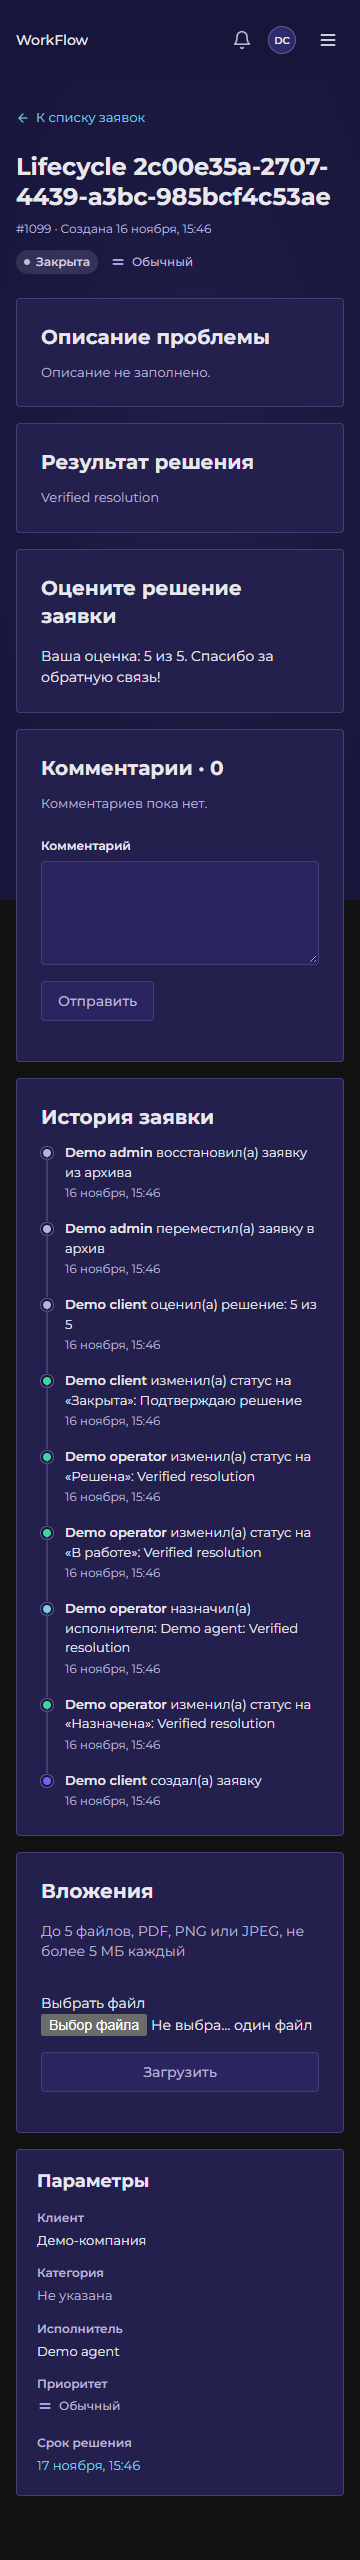 WorkFlow
DC
← К списку заявок
Lifecycle 2c00e35a-2707-
4439-a3bc-985bcf4c53ae
#1099 · Создана 16 ноября, 15:46
Закрыта
Обычный
Описание проблемы
Описание не заполнено.
Результат решения
Verified resolution
Оцените решение
заявки
Ваша оценка: 5 из 5. Спасибо за
обратную связь!
Комментарии · 0
Комментариев пока нет.
Комментарий
Отправить
История заявки
Demo admin восстановил(а) заявку
из архива
16 ноября, 15:46
Demo admin переместил(а) заявку в
архив
16 ноября, 15:46
Demo client оценил(а) решение: 5 из
5
16 ноября, 15:46
Demo client изменил(а) статус на
«Закрыта»: Подтверждаю решение
16 ноября, 15:46
Demo operator изменил(а) статус на
«Решена»: Verified resolution
16 ноября, 15:46
Demo operator изменил(а) статус на
«В работе»: Verified resolution
16 ноября, 15:46
Demo operator назначил(а)
исполнителя: Demo agent: Verified
resolution
16 ноября, 15:46
Demo operator изменил(а) статус на
«Назначена»: Verified resolution
16 ноября, 15:46
Demo client создал(а) заявку
16 ноября, 15:46
Вложения
До 5 файлов, PDF, PNG или JPEG, не
более 5 МБ каждый
Выбрать файл
Выбор файла Не выбра... один файл
Загрузить
Параметры
Клиент
Демо-компания
Категория
Не указана
Исполнитель
Demo agent
Приоритет
Обычный
Срок решения
17 ноября, 15:46